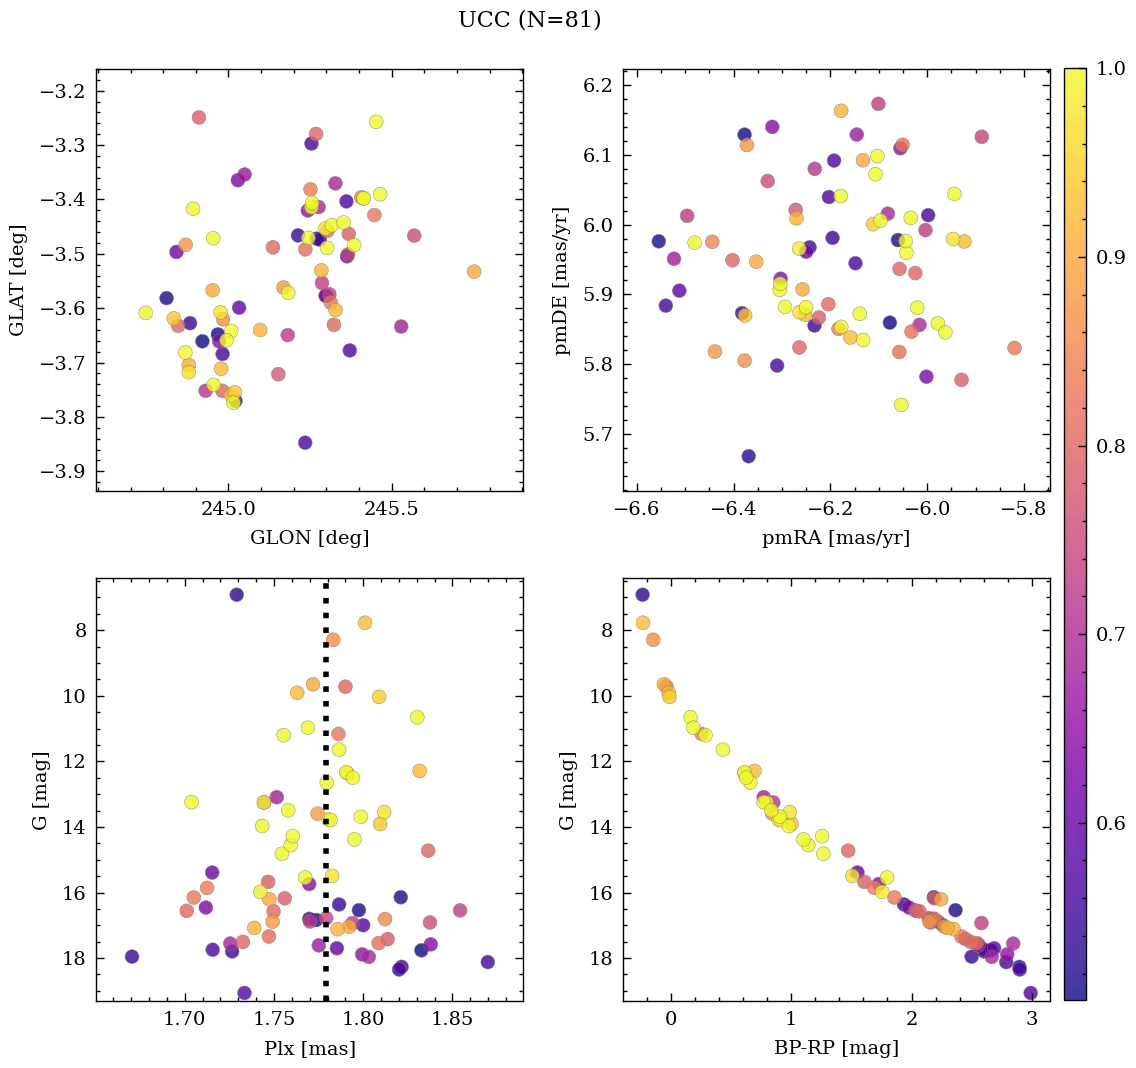 UCC (N=81)
−3.2
−3.3
−3.4
−3.5
−3.6
−3.7
−3.8
−3.9
GLAT [deg]
245.0 245.5
GLON [deg]
6.2
6.1
6.0
5.9
5.8
5.7
pmDE [mas/yr]
−6.6 −6.4 −6.2 −6.0 −5.8
pmRA [mas/yr]
8
10
12
14
16
18
G [mag]
1.70 1.75 1.80 1.85
Plx [mas]
8
10
12
14
16
18
G [mag]
0 1 2 3
BP-RP [mag]
1.0
0.9
0.8
0.7
0.6